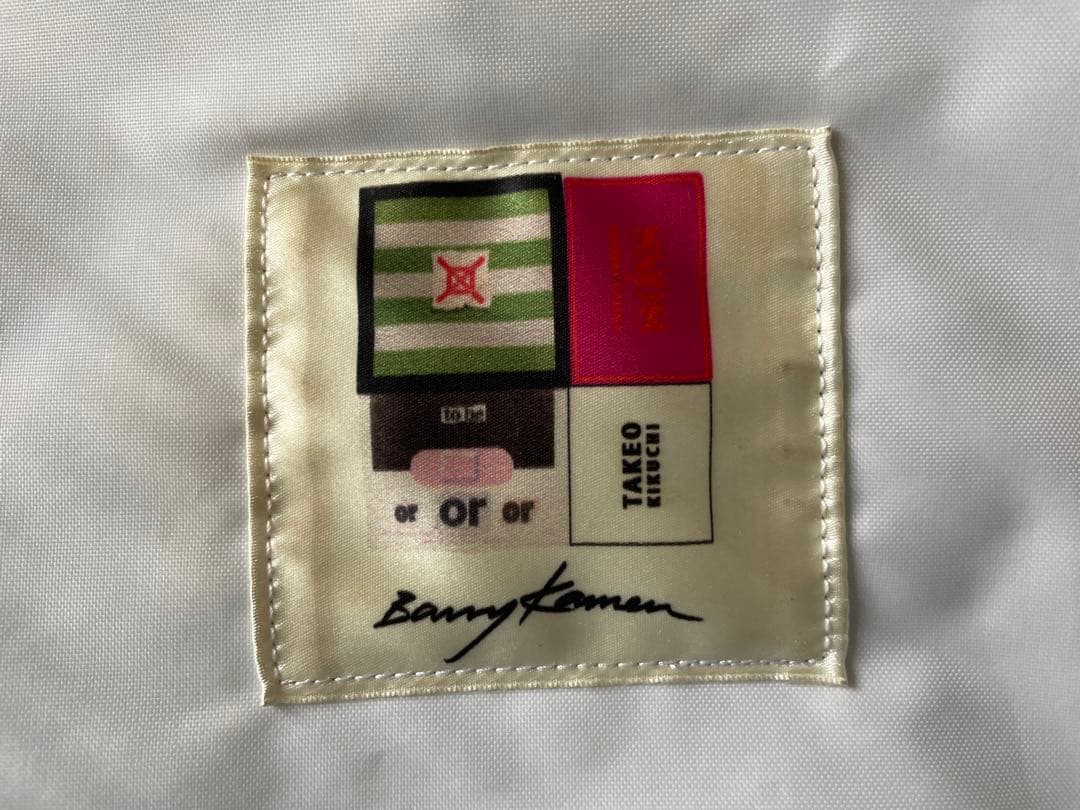 to be
or or or
TAKEO
KIKUCHI
Barry Kamen